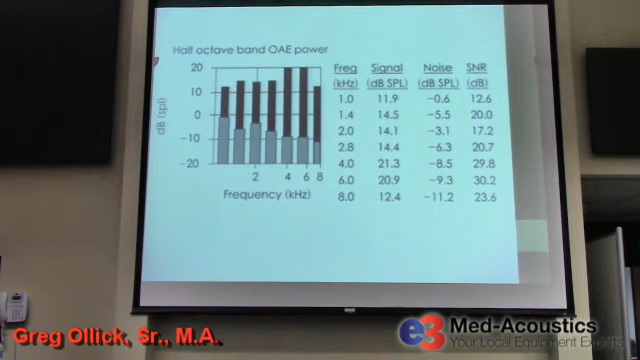 Half octave band OAE power
Freq Signal Noise SNR
(kHz) (dB SPL) (dB SPL) (dB)
1.0 11.9 −0.6 12.6
1.4 14.5 −5.5 20.0
2.0 14.1 −3.1 17.2
2.8 14.4 −6.3 20.7
4.0 21.3 −8.5 29.8
6.0 20.9 −9.3 30.2
8.0 12.4 −11.2 23.6
dB (spl)
20
10
0
−10
−20
2 4 6 8
Frequency (kHz)
Greg Ollick, Sr., M.A.
e3 Med-Acoustics
Your Local Equipment Experts